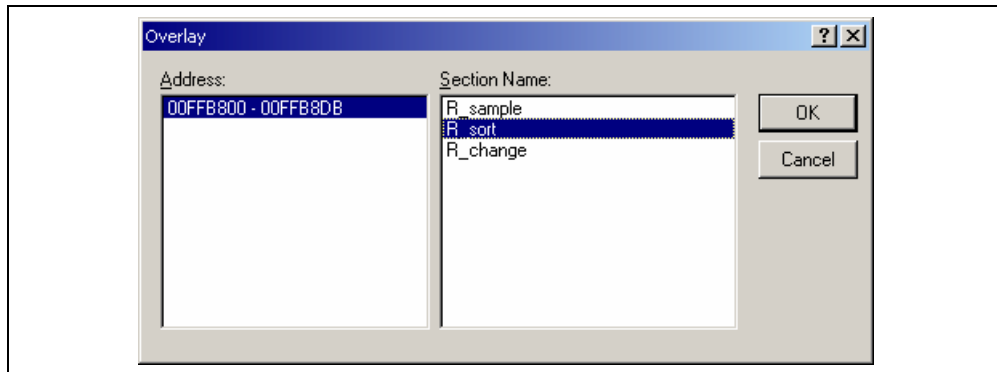 Overlay
Address:
00FFB800 - 00FFB8DB
Section Name:
R_sample
R_sort
R_change
OK
Cancel